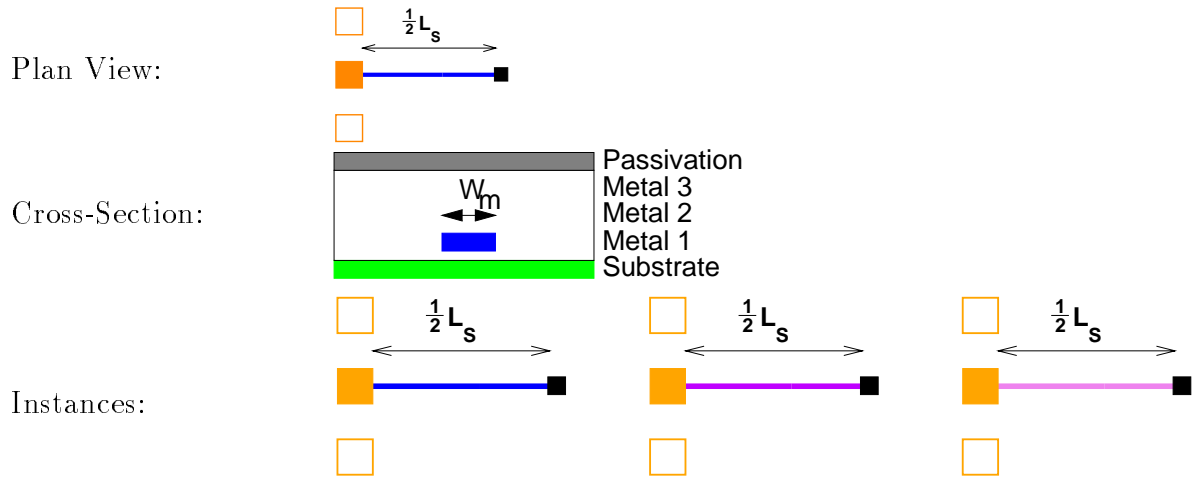 ½ L_S
Plan View:
Passivation
Metal 3
W_m
Cross-Section:
Metal 2
Metal 1
Substrate
½ L_S ½ L_S ½ L_S
Instances: